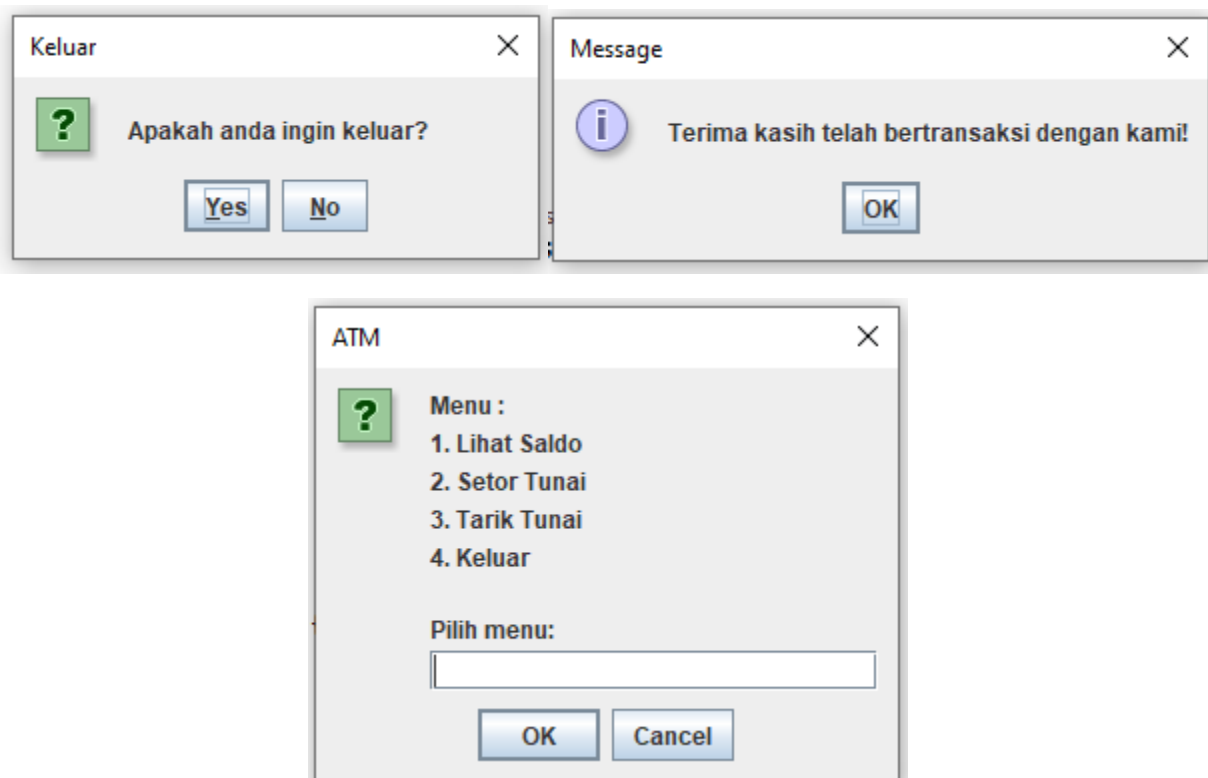 Keluar
Apakah anda ingin keluar?
Yes
No
Message
Terima kasih telah bertransaksi dengan kami!
OK
ATM
Menu :
1. Lihat Saldo
2. Setor Tunai
3. Tarik Tunai
4. Keluar
Pilih menu:
OK
Cancel